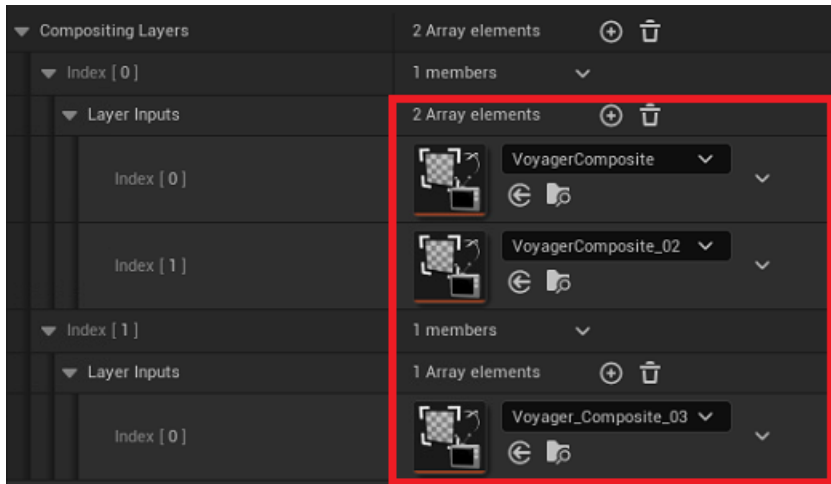 Compositing Layers 2 Array elements
Index [ 0 ] 1 members
Layer Inputs 2 Array elements
Index [ 0 ] VoyagerComposite
Index [ 1 ] VoyagerComposite_02
Index [ 1 ] 1 members
Layer Inputs 1 Array elements
Index [ 0 ] Voyager_Composite_03